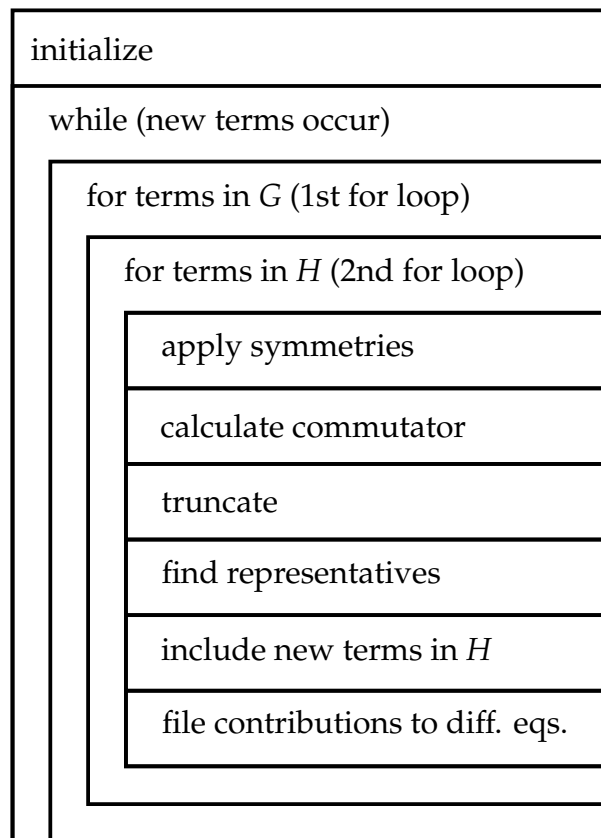 initialize
while (new terms occur)
for terms in G (1st for loop)
for terms in H (2nd for loop)
apply symmetries
calculate commutator
truncate
find representatives
include new terms in H
file contributions to diff. eqs.